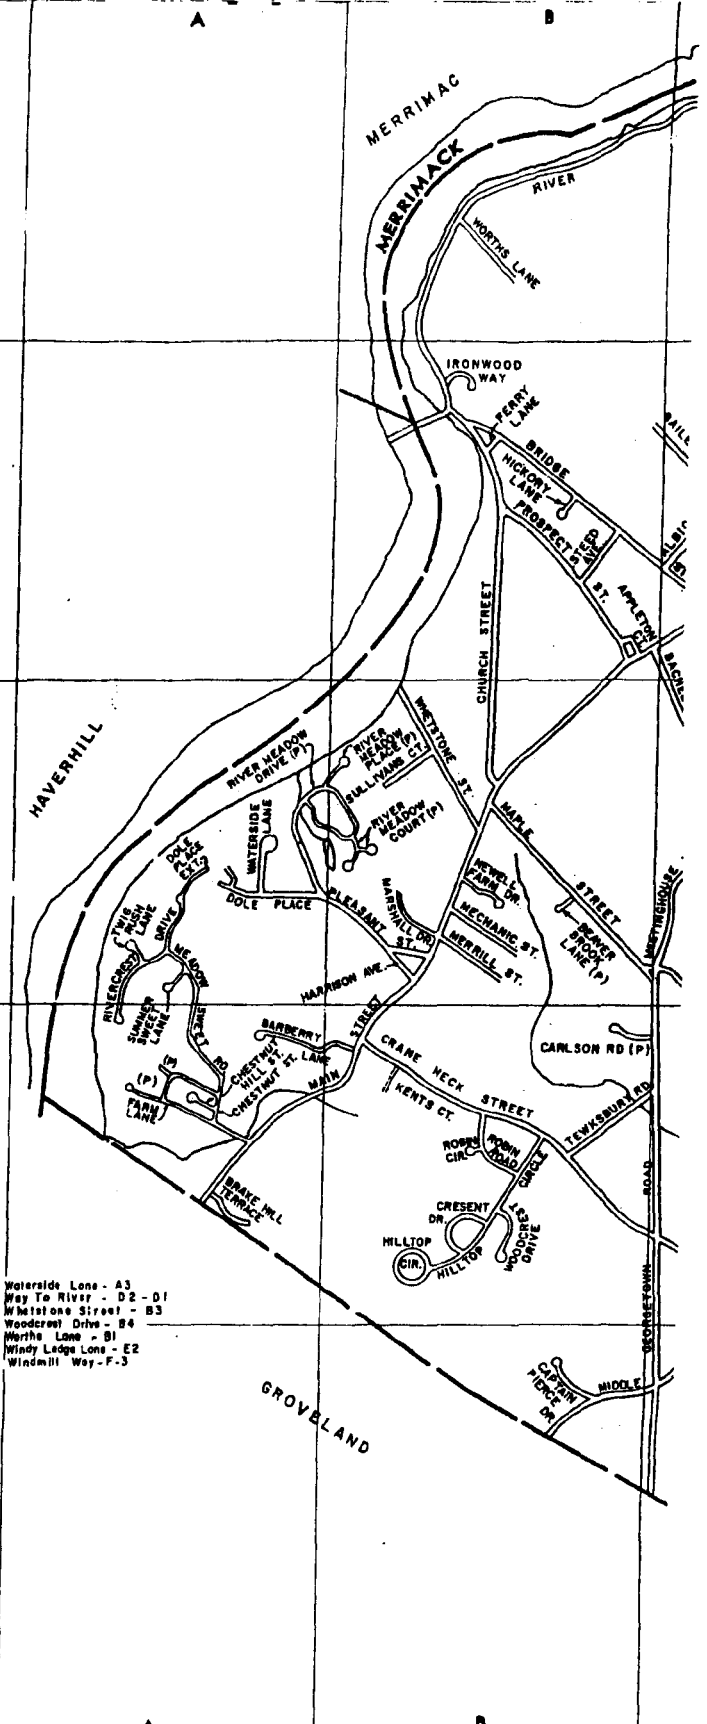 A
B
MERRIMAC
MERRIMACK
RIVER
WORTHS LANE
IRONWOOD
WAY
FERRY
LANE
BRIDGE
HICKORY
LANE
PROSPECT
ST.
STEED
AVE.
APPLETON
CT.
CHURCH STREET
HAVERHILL
WHETSTONE ST.
RIVER MEADOW
DRIVE (P)
RIVER
MEADOW
PLACE (P)
SULLIVANS CT.
RIVER
MEADOW
COURT (P)
WATERSIDE
LANE
MAPLE
STREET
DOLE
PLACE
EXT.
DOLE PLACE
PLEASANT
ST.
MARSHALL DR.
NEWELL
FARM DR.
MECHANIC ST.
MERRILL ST.
BEAVER
BROOK
LANE (P)
MEETINGHOUSE
TWIG
RUSH
LANE
RIVERCREST
DRIVE
MEADOW
SWEET
RD
SUMMER
SWEET
LANE
HARRISON AVE.
BARBERRY
LANE
MAIN
STREET
CHESTNUT
HILL ST.
CHESTNUT ST.
(P)
(P)
FARM
LANE
CRANE NECK STREET
KENTS CT.
CARLSON RD (P)
TEWKSBURY RD
ROBIN
CIR.
ROBIN
ROAD
CIRCLE
BRAKE HILL
TERRACE
CRESENT
DR.
WOODCREST
DRIVE
HILLTOP
CIR.
HILLTOP
GEORGETOWN ROAD
Waterside Lane - A3
Way To River - D2 - D1
Whetstone Street - B3
Woodcrest Drive - B4
Worths Lane - B1
Windy Ledge Lane - E2
Windmill Way - F-3
CAPTAIN
PIERCE
DR
MIDDLE
GROVELAND
B